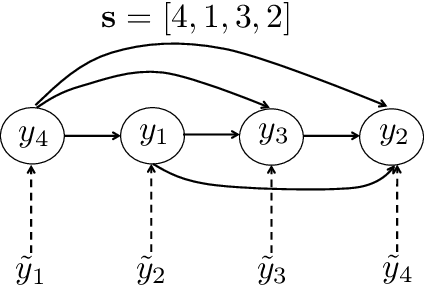 s = [4, 1, 3, 2]
y₄ y₁ y₃ y₂
ỹ₁ ỹ₂ ỹ₃ ỹ₄